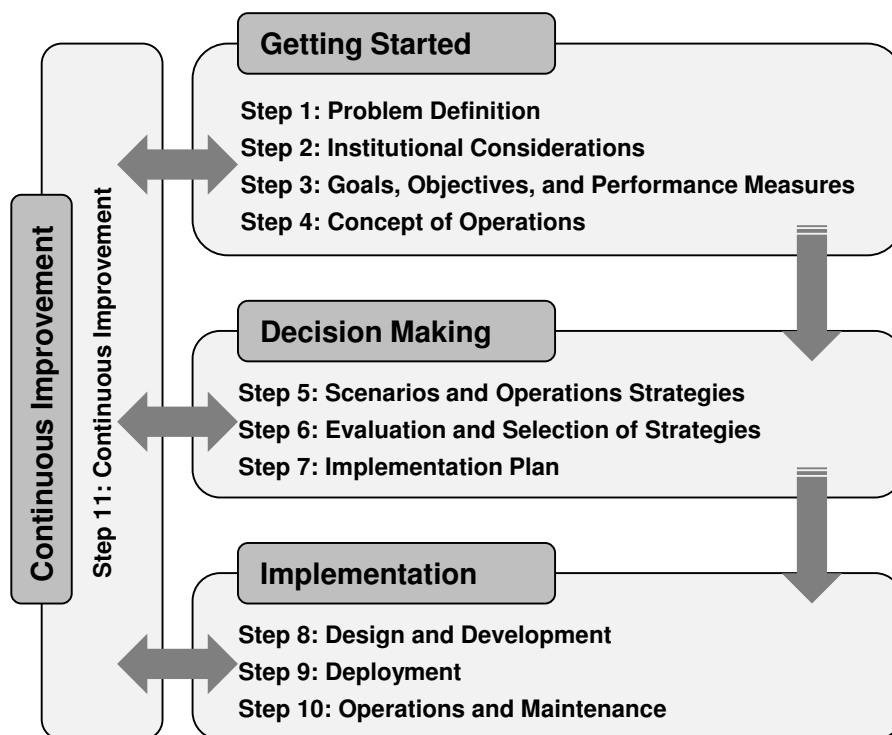 Getting Started
Step 1: Problem Definition
Step 2: Institutional Considerations
Step 3: Goals, Objectives, and Performance Measures
Step 4: Concept of Operations
Continuous Improvement
Step 11: Continuous Improvement
Decision Making
Step 5: Scenarios and Operations Strategies
Step 6: Evaluation and Selection of Strategies
Step 7: Implementation Plan
Implementation
Step 8: Design and Development
Step 9: Deployment
Step 10: Operations and Maintenance